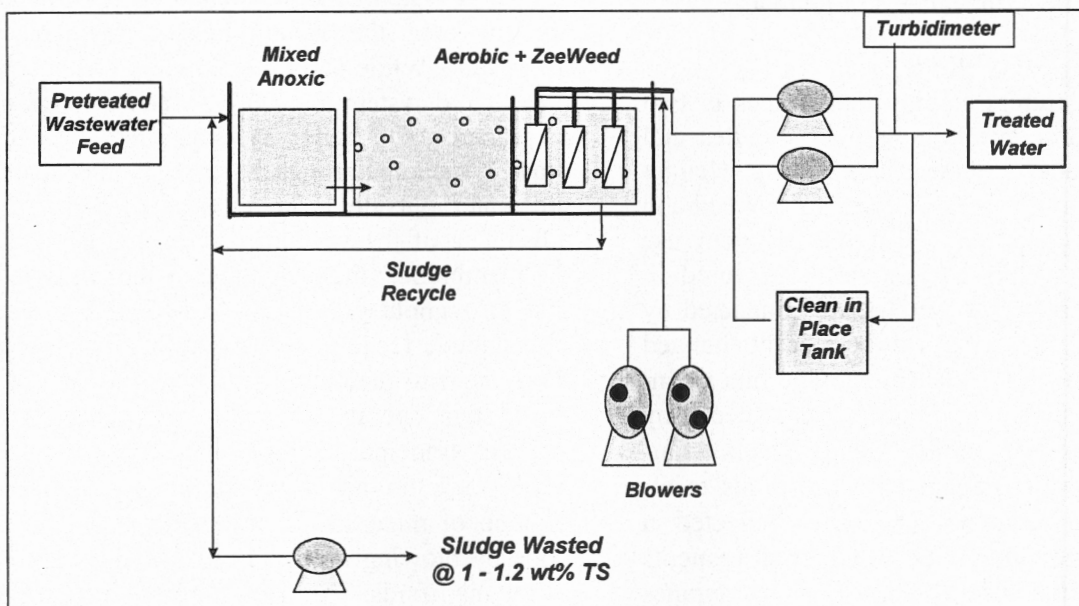 Turbidimeter
Mixed
Anoxic
Aerobic + ZeeWeed
Pretreated
Wastewater
Feed
Treated
Water
Sludge
Recycle
Clean in
Place
Tank
Blowers
Sludge Wasted
@ 1 - 1.2 wt% TS